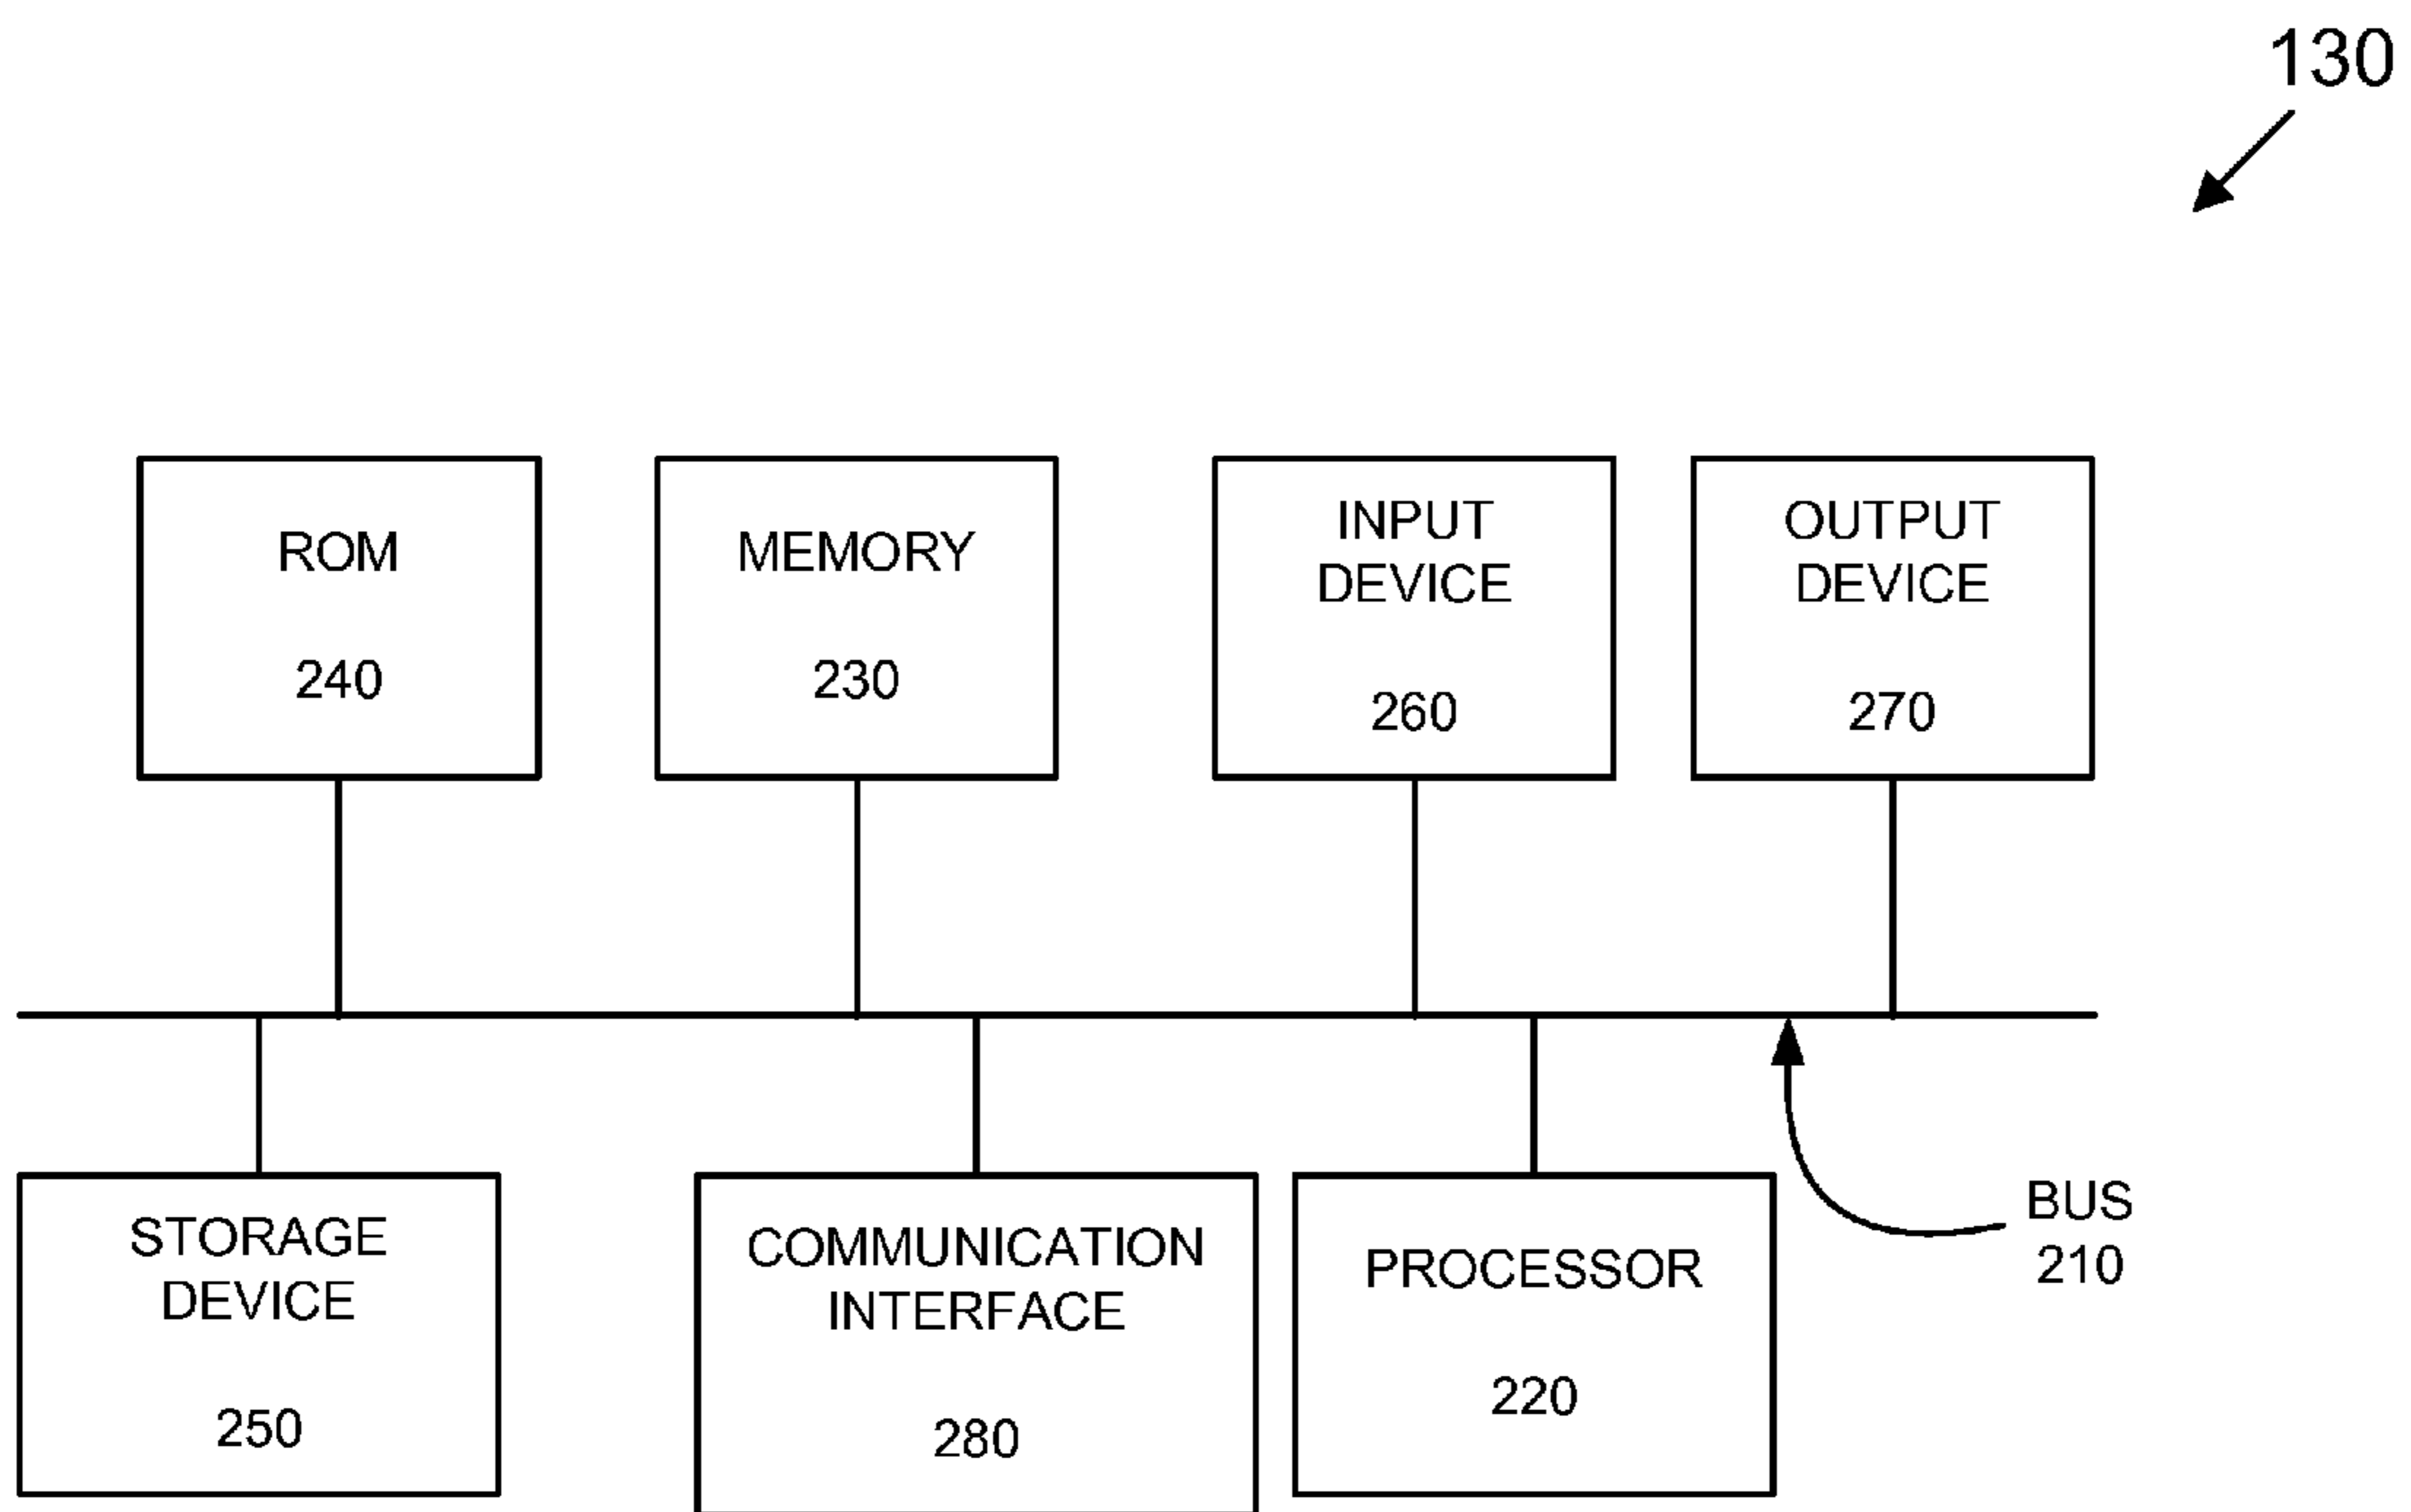 130
ROM
240
MEMORY
230
INPUT
DEVICE
260
OUTPUT
DEVICE
270
STORAGE
DEVICE
250
COMMUNICATION
INTERFACE
280
PROCESSOR
220
BUS
210